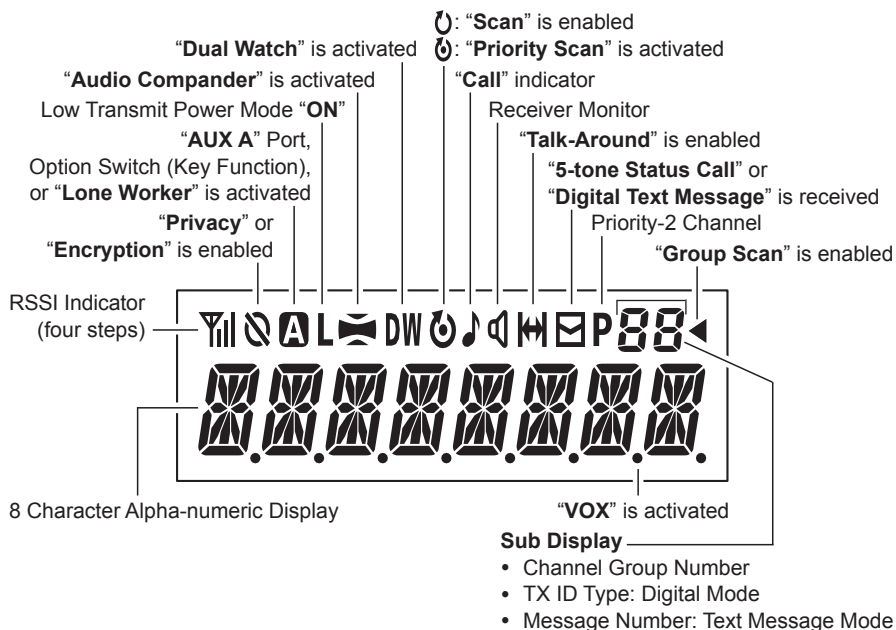 : “Scan” is enabled
“Dual Watch” is activated
: “Priority Scan” is activated
“Audio Compander” is activated
“Call” indicator
Low Transmit Power Mode “ON”
Receiver Monitor
“AUX A” Port,
Option Switch (Key Function),
or “Lone Worker” is activated
“Talk-Around” is enabled
“5-tone Status Call” or
“Digital Text Message” is received
“Privacy” or
“Encryption” is enabled
Priority-2 Channel
“Group Scan” is enabled
RSSI Indicator
(four steps)
A L DW P 88
8 Character Alpha-numeric Display
“VOX” is activated
Sub Display
• Channel Group Number
• TX ID Type: Digital Mode
• Message Number: Text Message Mode